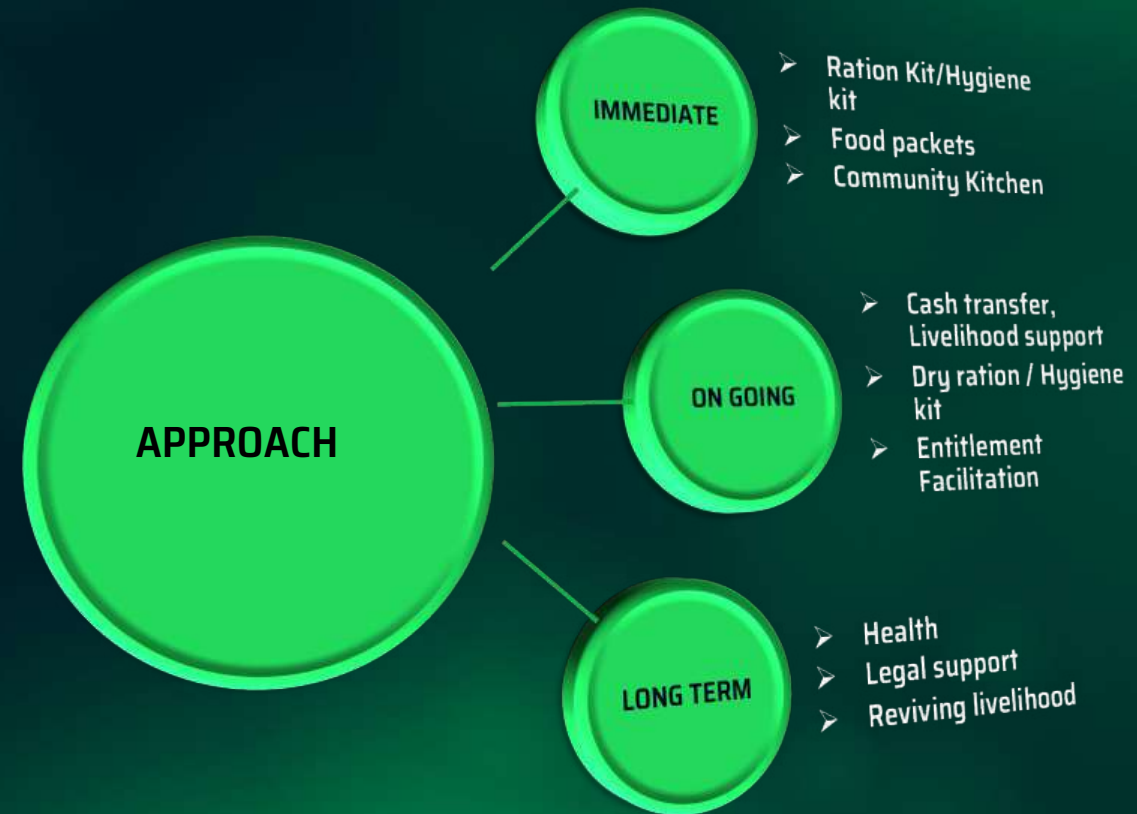 APPROACH
IMMEDIATE
➢ Ration Kit/Hygiene
kit
➢ Food packets
➢ Community Kitchen
ON GOING
➢ Cash transfer,
Livelihood support
➢ Dry ration / Hygiene
kit
➢ Entitlement
Facilitation
LONG TERM
➢ Health
➢ Legal support
➢ Reviving livelihood